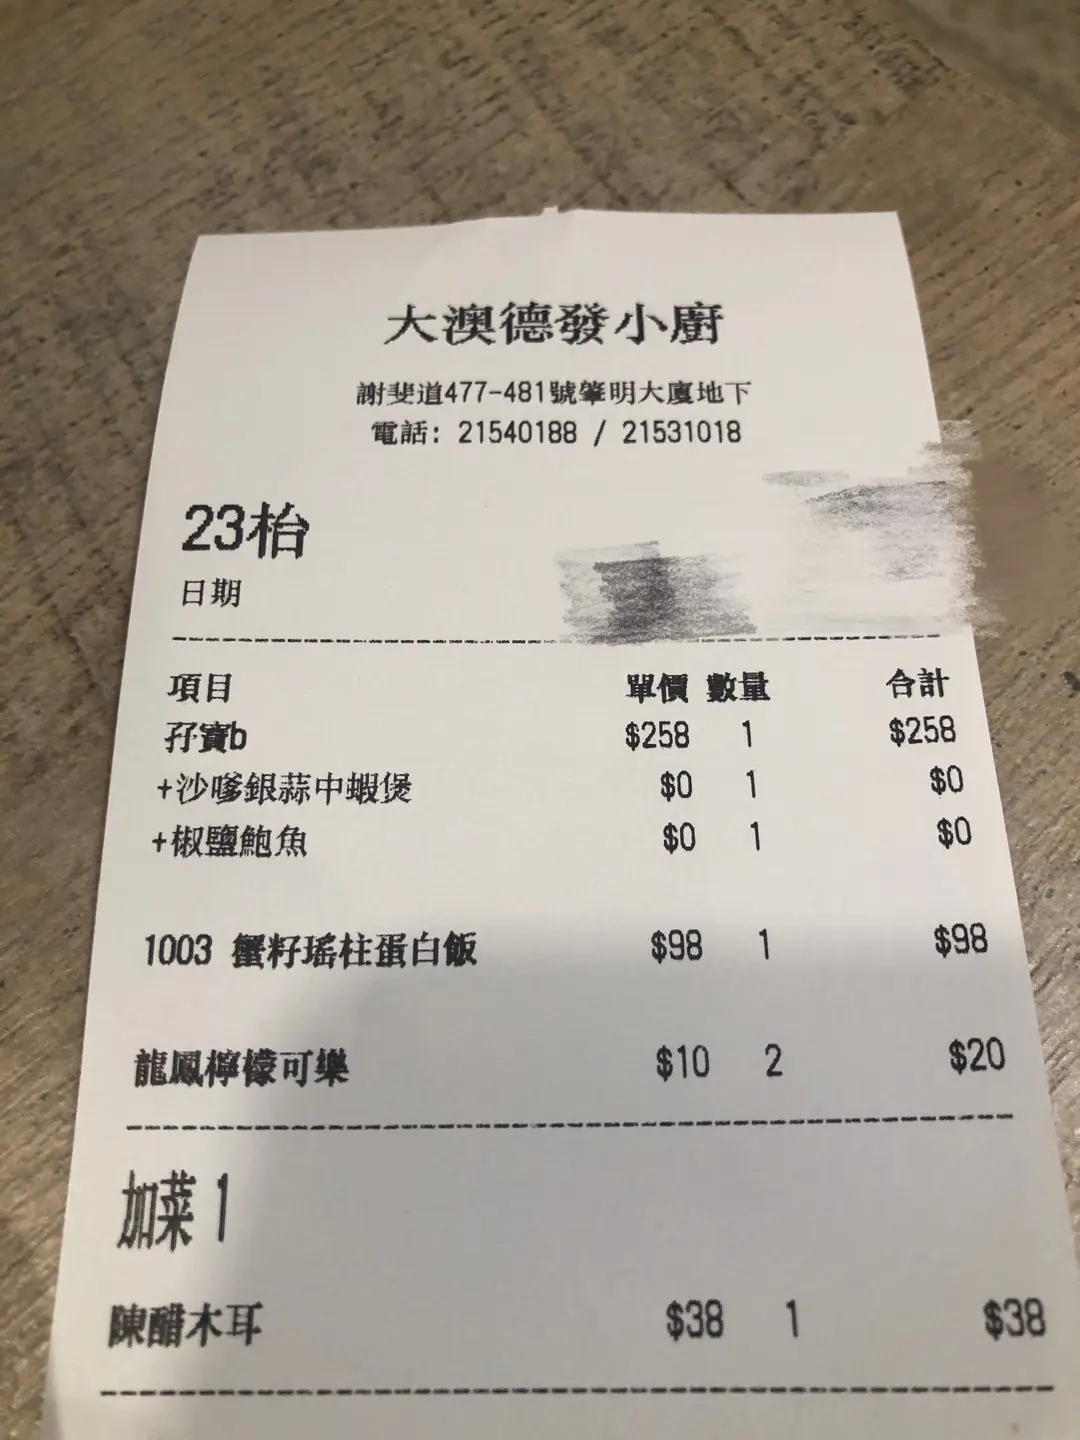 大澳德發小廚
謝斐道477-481號肇明大廈地下
電話: 21540188 / 21531018
23枱
日期
項目 單價 數量 合計
孖寶b $258 1 $258
+沙嗲銀蒜中蝦煲 $0 1 $0
+椒鹽鮑魚 $0 1 $0
1003 蟹籽瑤柱蛋白飯 $98 1 $98
龍鳳檸檬可樂 $10 2 $20
加菜 1
陳醋木耳 $38 1 $38